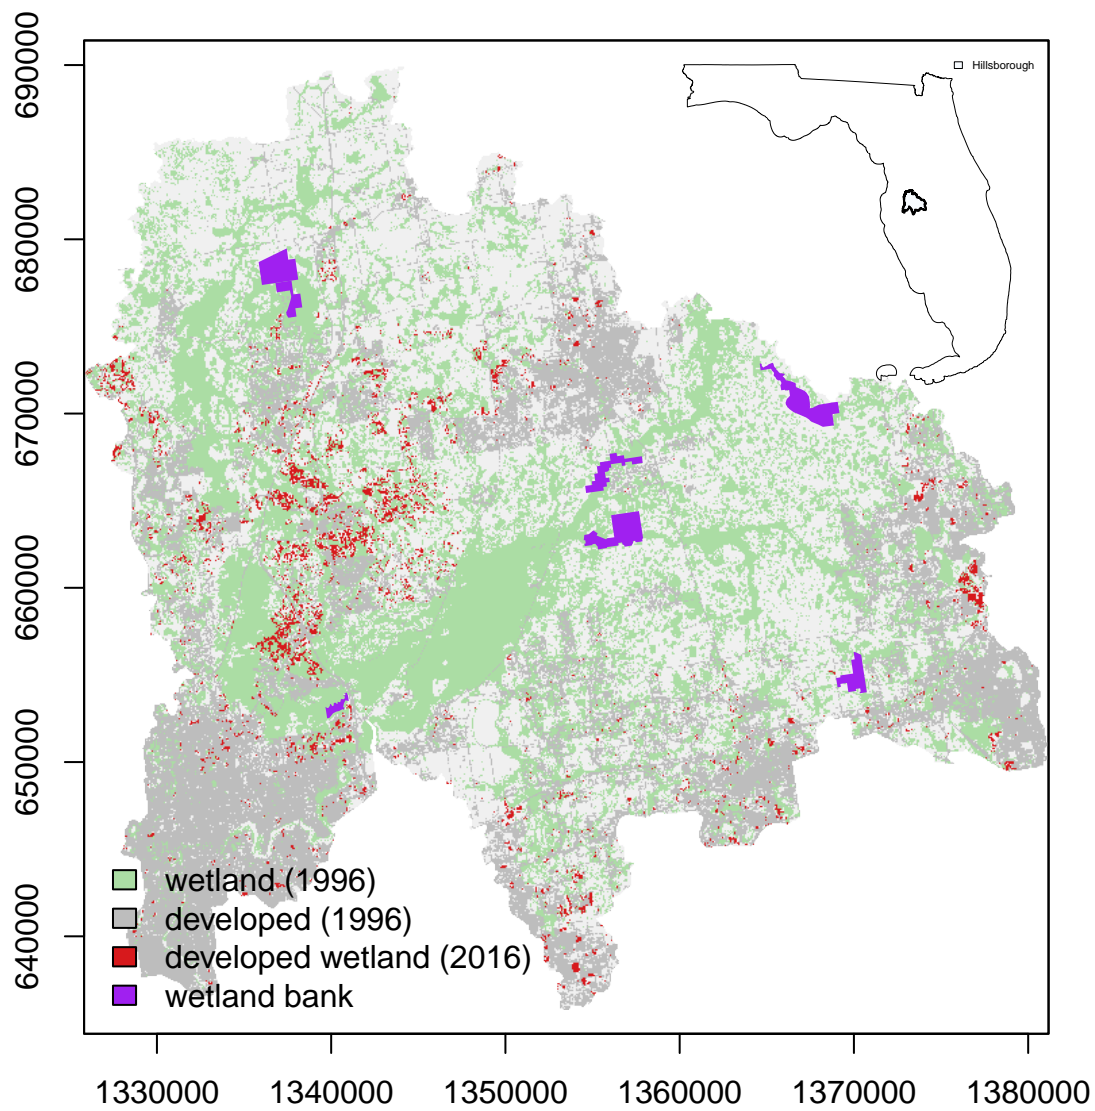 Hillsborough
690000
680000
670000
660000
650000
640000
wetland (1996)
developed (1996)
developed wetland (2016)
wetland bank
1330000 1340000 1350000 1360000 1370000 1380000